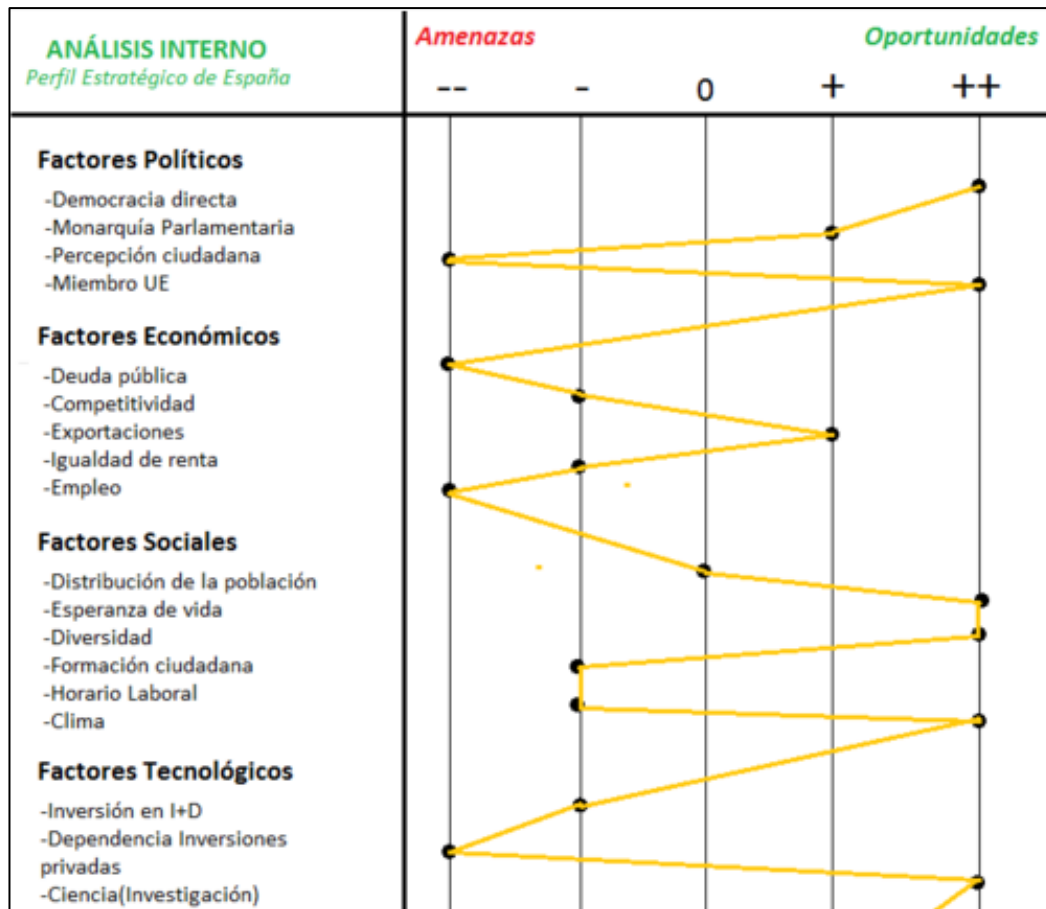 ANÁLISIS INTERNO
Perfil Estratégico de España
Amenazas
Oportunidades
-- - 0 + ++
Factores Políticos
-Democracia directa
-Monarquía Parlamentaria
-Percepción ciudadana
-Miembro UE
Factores Económicos
-Deuda pública
-Competitividad
-Exportaciones
-Igualdad de renta
-Empleo
Factores Sociales
-Distribución de la población
-Esperanza de vida
-Diversidad
-Formación ciudadana
-Horario Laboral
-Clima
Factores Tecnológicos
-Inversión en I+D
-Dependencia Inversiones
privadas
-Ciencia(Investigación)